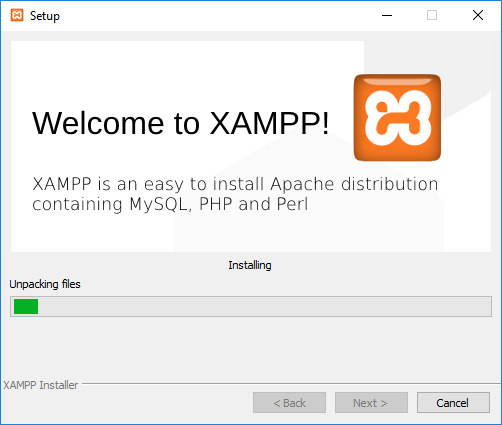 Setup
Welcome to XAMPP!
XAMPP is an easy to install Apache distribution
containing MySQL, PHP and Perl
Installing
Unpacking files
XAMPP Installer
< Back
Next >
Cancel